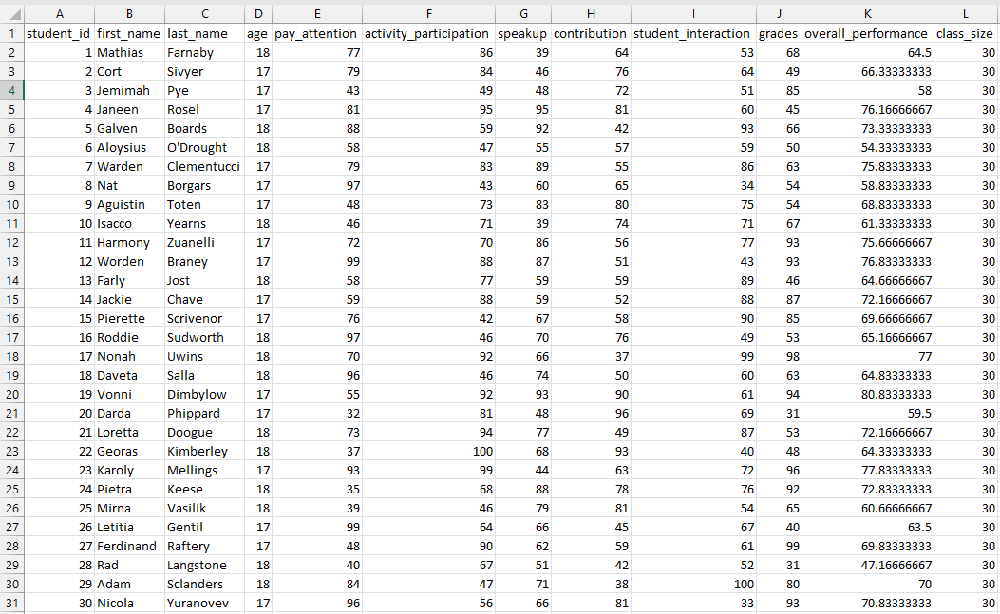 A B C D E F G H I J K L
1 student_id first_name last_name age pay_attention activity_participation speakup contribution student_interaction grades overall_performance class_size
2 1 Mathias Farnaby 18 77 86 39 64 53 68 64.5 30
3 2 Cort Sivyer 17 79 84 46 76 64 49 66.33333333 30
4 3 Jemimah Pye 17 43 49 48 72 51 85 58 30
5 4 Janeen Rosel 17 81 95 95 81 60 45 76.16666667 30
6 5 Galven Boards 18 88 59 92 42 93 66 73.33333333 30
7 6 Aloysius O'Drought 18 58 47 55 57 59 50 54.33333333 30
8 7 Warden Clementucci 17 79 83 89 55 86 63 75.83333333 30
9 8 Nat Borgars 17 97 43 60 65 34 54 58.83333333 30
10 9 Aguistin Toten 17 48 73 83 80 75 54 68.83333333 30
11 10 Isacco Yearns 18 46 71 39 74 71 67 61.33333333 30
12 11 Harmony Zuanelli 17 72 70 86 56 77 93 75.66666667 30
13 12 Worden Braney 17 99 88 87 51 43 93 76.83333333 30
14 13 Farly Jost 18 58 77 59 59 89 46 64.66666667 30
15 14 Jackie Chave 17 59 88 59 52 88 87 72.16666667 30
16 15 Pierette Scrivenor 17 76 42 67 58 90 85 69.66666667 30
17 16 Roddie Sudworth 18 97 46 70 76 49 53 65.16666667 30
18 17 Nonah Uwins 18 70 92 66 37 99 98 77 30
19 18 Daveta Salla 18 96 46 74 50 60 63 64.83333333 30
20 19 Vonni Dimbylow 17 55 92 93 90 61 94 80.83333333 30
21 20 Darda Phippard 17 32 81 48 96 69 31 59.5 30
22 21 Loretta Doogue 18 73 94 77 49 87 53 72.16666667 30
23 22 Georas Kimberley 18 37 100 68 93 40 48 64.33333333 30
24 23 Karoly Mellings 17 93 99 44 63 72 96 77.83333333 30
25 24 Pietra Keese 18 35 68 88 78 76 92 72.83333333 30
26 25 Mirna Vasilik 18 39 46 79 81 54 65 60.66666667 30
27 26 Letitia Gentil 17 99 64 66 45 67 40 63.5 30
28 27 Ferdinand Raftery 17 48 90 62 59 61 99 69.83333333 30
29 28 Rad Langstone 18 40 67 51 42 52 31 47.16666667 30
30 29 Adam Sclanders 18 84 47 71 38 100 80 70 30
31 30 Nicola Yuranovev 17 96 56 66 81 33 93 70.83333333 30